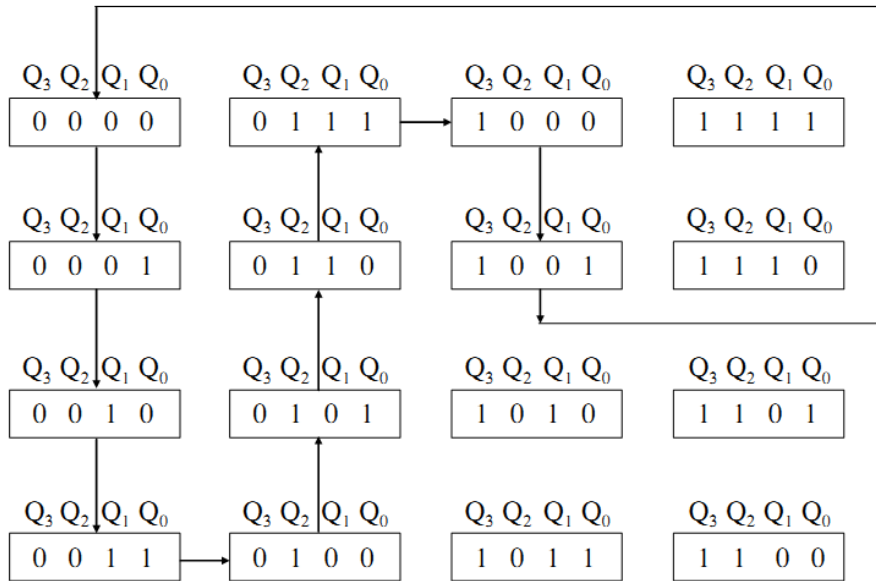 Q₃ Q₂ Q₁ Q₀ Q₃ Q₂ Q₁ Q₀ Q₃ Q₂ Q₁ Q₀ Q₃ Q₂ Q₁ Q₀
0 0 0 0 0 1 1 1 1 0 0 0 1 1 1 1
Q₃ Q₂ Q₁ Q₀ Q₃ Q₂ Q₁ Q₀ Q₃ Q₂ Q₁ Q₀ Q₃ Q₂ Q₁ Q₀
0 0 0 1 0 1 1 0 1 0 0 1 1 1 1 0
Q₃ Q₂ Q₁ Q₀ Q₃ Q₂ Q₁ Q₀ Q₃ Q₂ Q₁ Q₀ Q₃ Q₂ Q₁ Q₀
0 0 1 0 0 1 0 1 1 0 1 0 1 1 0 1
Q₃ Q₂ Q₁ Q₀ Q₃ Q₂ Q₁ Q₀ Q₃ Q₂ Q₁ Q₀ Q₃ Q₂ Q₁ Q₀
0 0 1 1 0 1 0 0 1 0 1 1 1 1 0 0